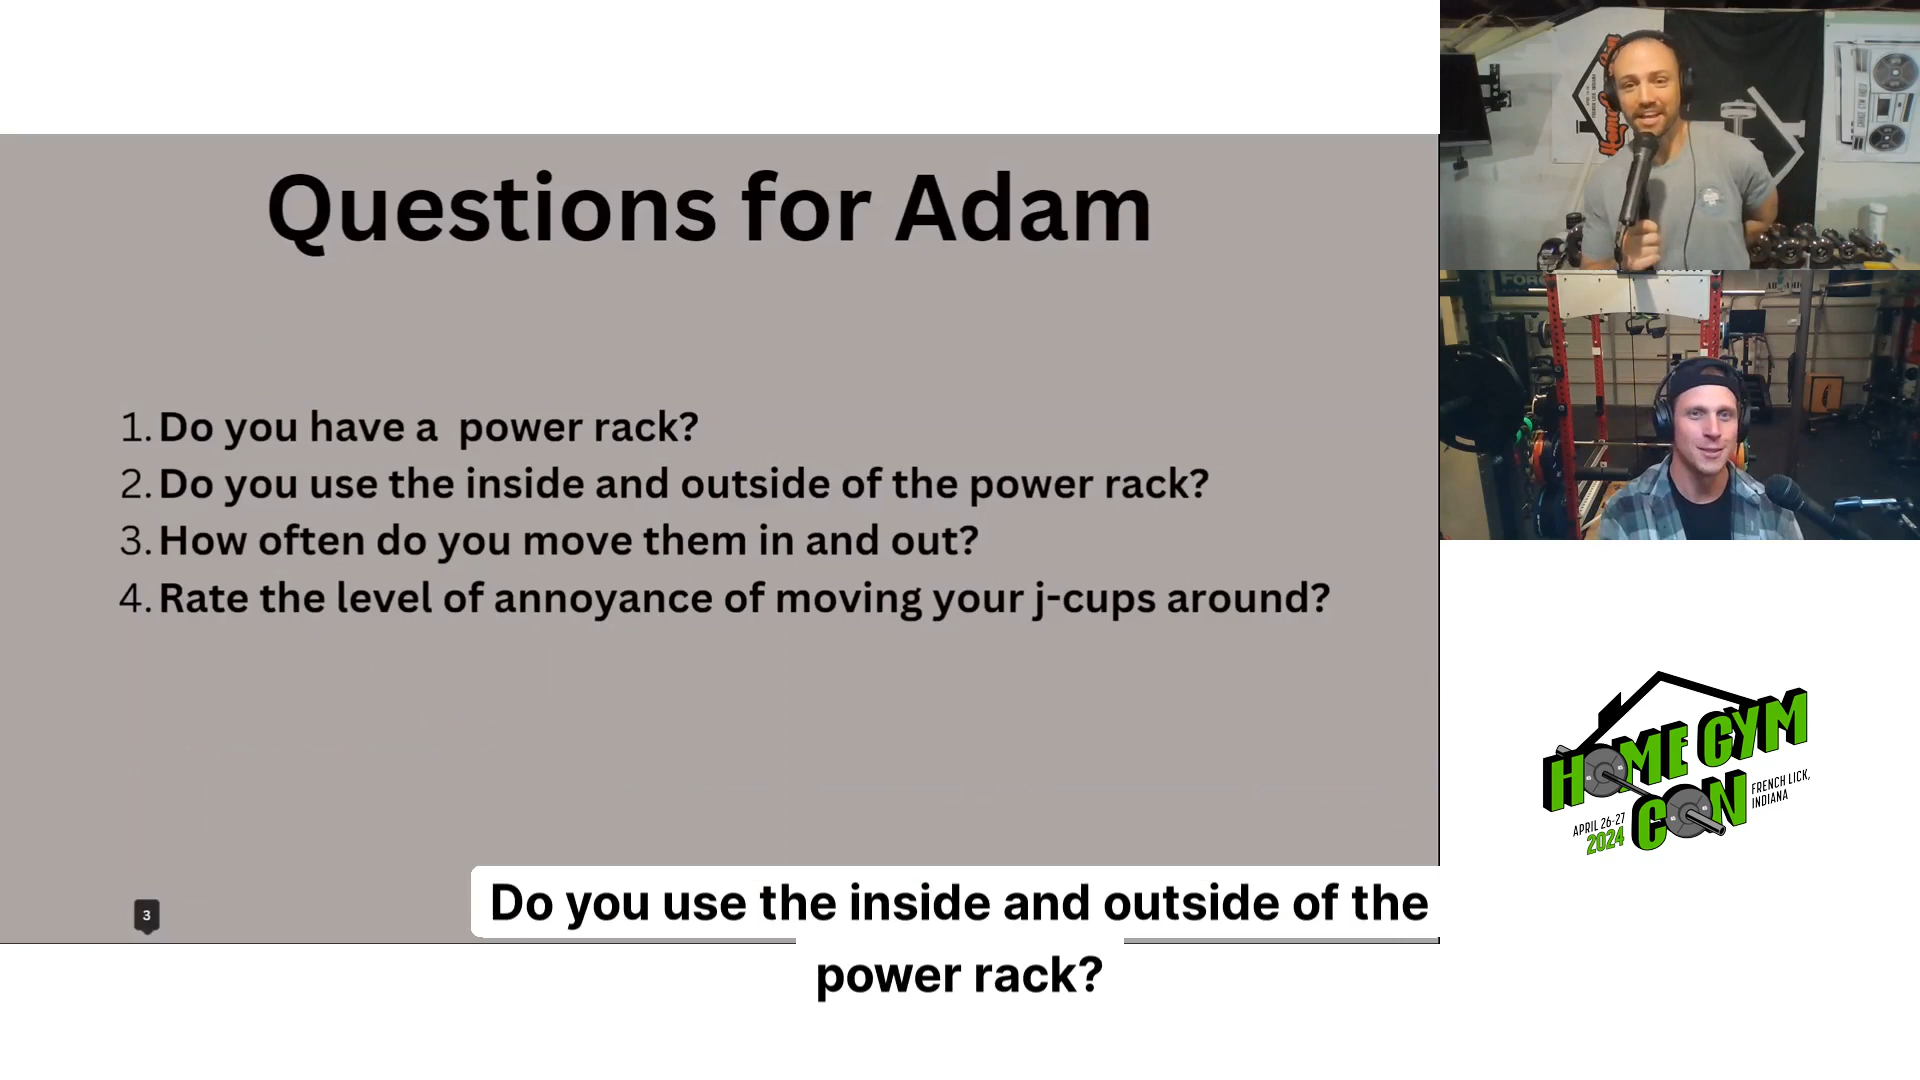 Questions for Adam
1. Do you have a power rack?
2. Do you use the inside and outside of the power rack?
3. How often do you move them in and out?
4. Rate the level of annoyance of moving your j-cups around?
3
Do you use the inside and outside of the
power rack?
HOME GYM
CON
FRENCH LICK,
INDIANA
APRIL 26-27
2024